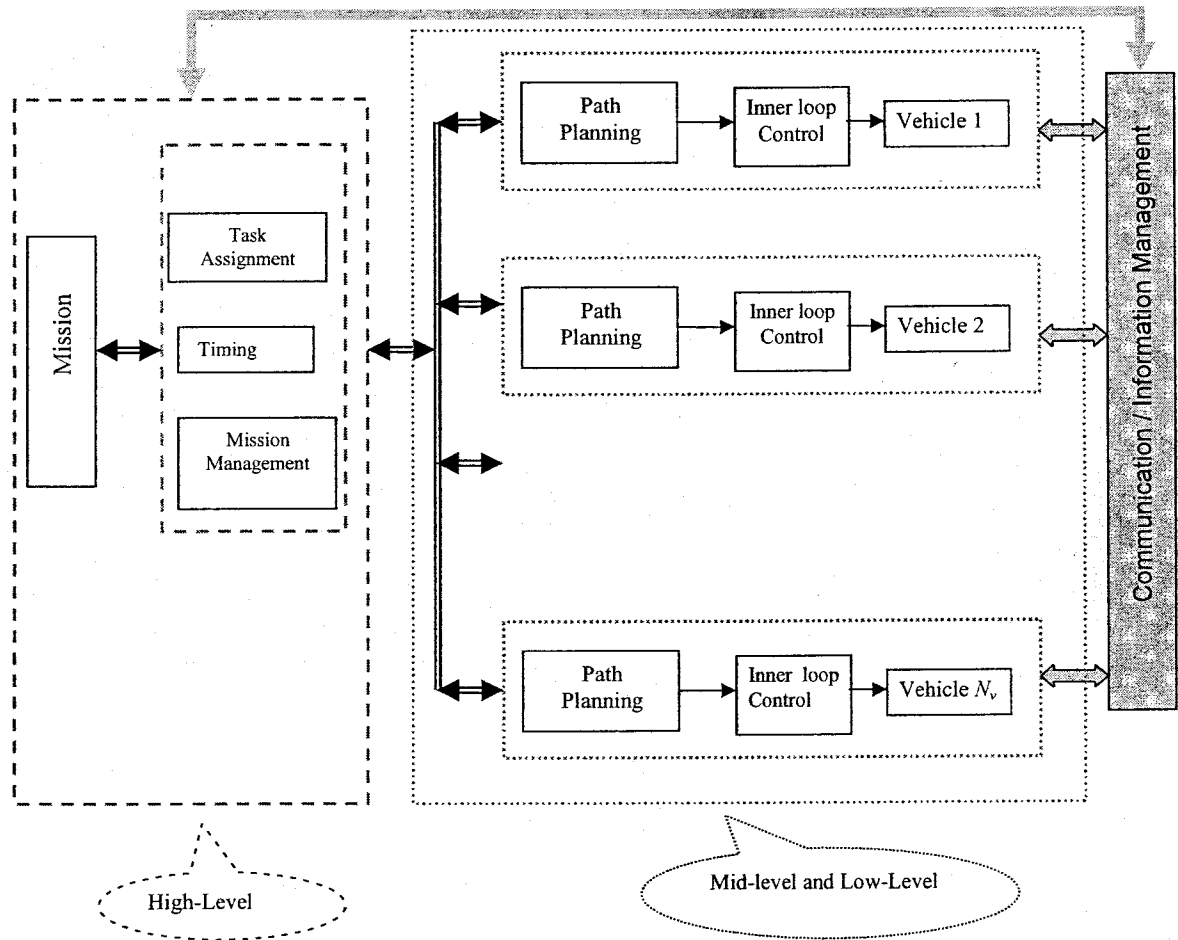 Mission
Task
Assignment
Timing
Mission
Management
Path
Planning
Inner loop
Control
Vehicle 1
Path
Planning
Inner loop
Control
Vehicle 2
Path
Planning
Inner loop
Control
Vehicle Nv
Communication / Information Management
High-Level
Mid-level and Low-Level